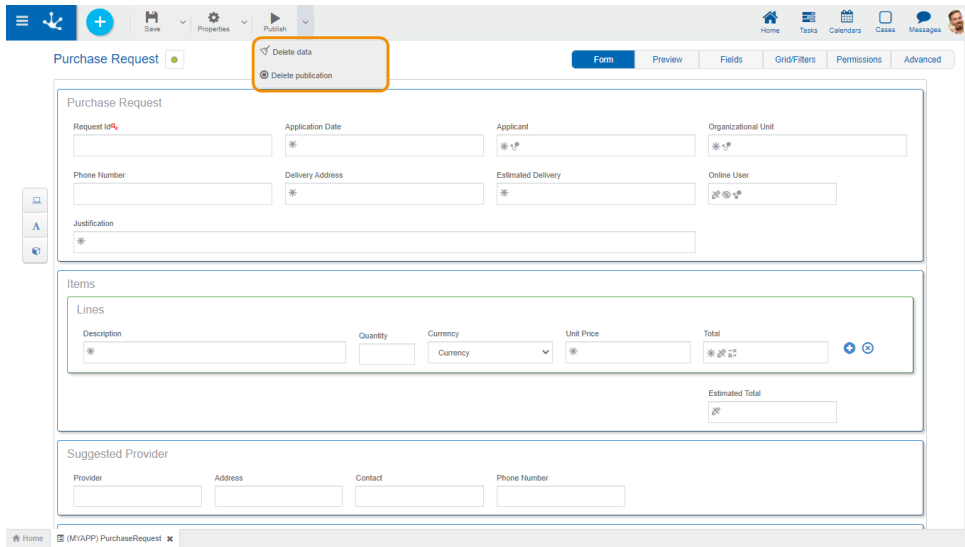 Save Properties Publish Home Tasks Calendars Cases Messages
Delete data
Delete publication
Purchase Request Form Preview Fields Grid/Filters Permissions Advanced
Purchase Request
Request Id Application Date Applicant Organizational Unit
Phone Number Delivery Address Estimated Delivery Online User
A
Justification
Items
Lines
Description Quantity Currency Unit Price Total
Currency
Estimated Total
Suggested Provider
Provider Address Contact Phone Number
Home (MYAPP) PurchaseRequest